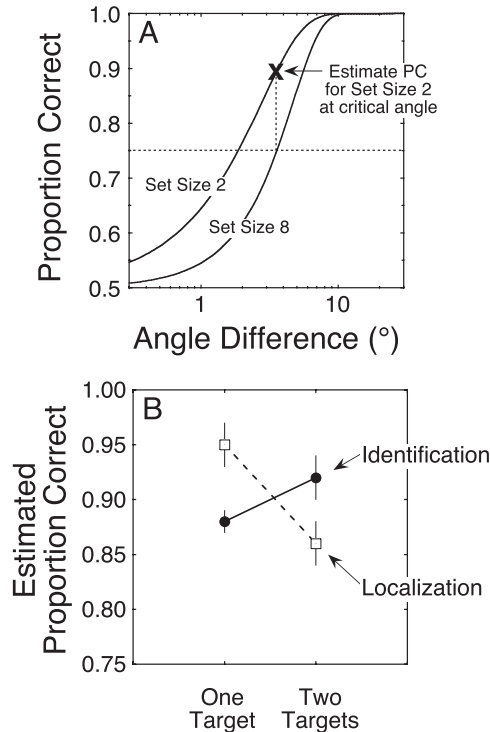 A
1.0
0.9
0.8
0.7
0.6
0.5
Proportion Correct
X
Estimate PC
for Set Size 2
at critical angle
Set Size 2
Set Size 8
1
10
Angle Difference (°)
B
1.00
0.95
0.90
0.85
0.80
0.75
Estimated
Proportion Correct
Identification
Localization
One
Target
Two
Targets